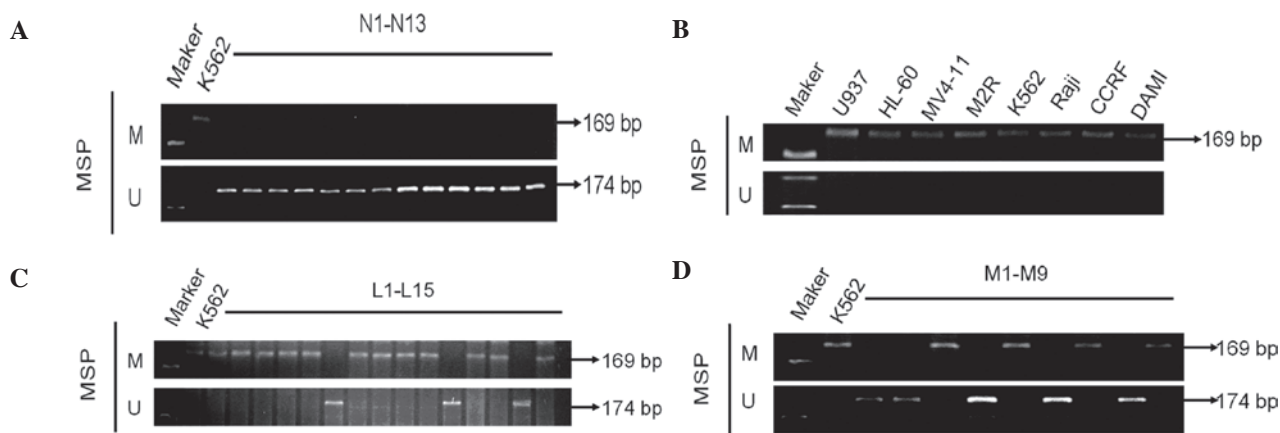 A
Maker
K562
N1-N13
MSP
M
169 bp
U
174 bp
B
Maker
U937
HL-60
MV4-11
M2R
K562
Raji
CCRF
DAMI
MSP
M
169 bp
U
C
Marker
K562
L1-L15
MSP
M
169 bp
U
174 bp
D
Maker
K562
M1-M9
MSP
M
169 bp
U
174 bp